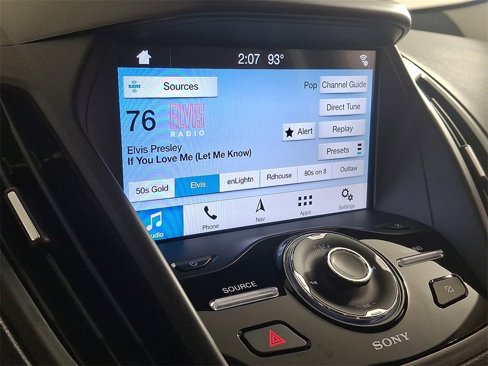 2:07 93°
sxm Sources
Pop Channel Guide
Direct Tune
76 ELVIS
RADIO
Alert Replay
Elvis Presley
If You Love Me (Let Me Know)
Presets
50s Gold Elvis enLightn Rdhouse 80s on 8 Outlaw
Audio Phone Nav Apps Settings
SOURCE
SONY